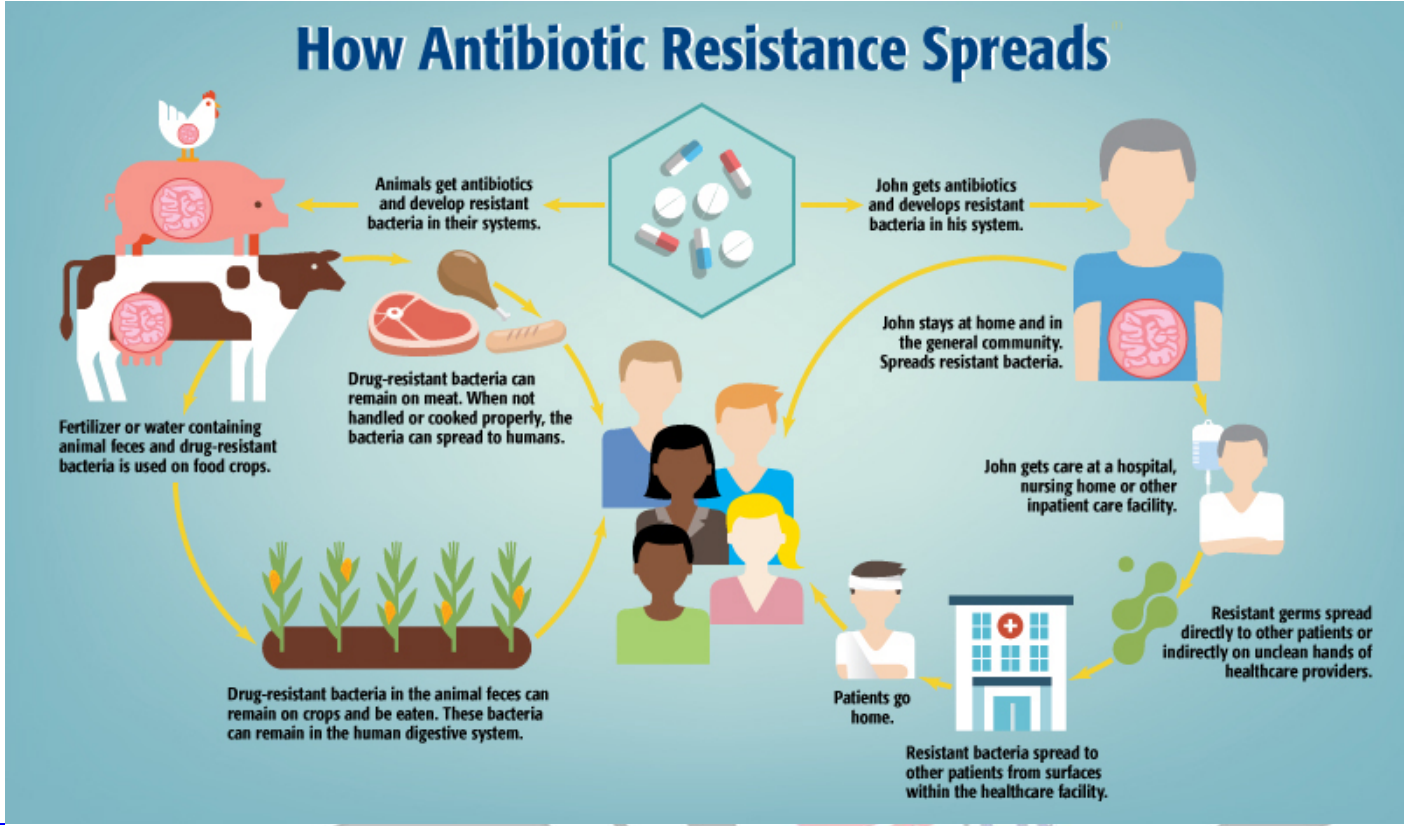 How Antibiotic Resistance Spreads
Animals get antibiotics
and develop resistant
bacteria in their systems.
John gets antibiotics
and develops resistant
bacteria in his system.
John stays at home and in
the general community.
Spreads resistant bacteria.
Drug-resistant bacteria can
remain on meat. When not
handled or cooked properly, the
bacteria can spread to humans.
Fertilizer or water containing
animal feces and drug-resistant
bacteria is used on food crops.
John gets care at a hospital,
nursing home or other
inpatient care facility.
Resistant germs spread
directly to other patients or
indirectly on unclean hands of
healthcare providers.
Drug-resistant bacteria in the animal feces can
remain on crops and be eaten. These bacteria
can remain in the human digestive system.
Patients go
home.
Resistant bacteria spread to
other patients from surfaces
within the healthcare facility.